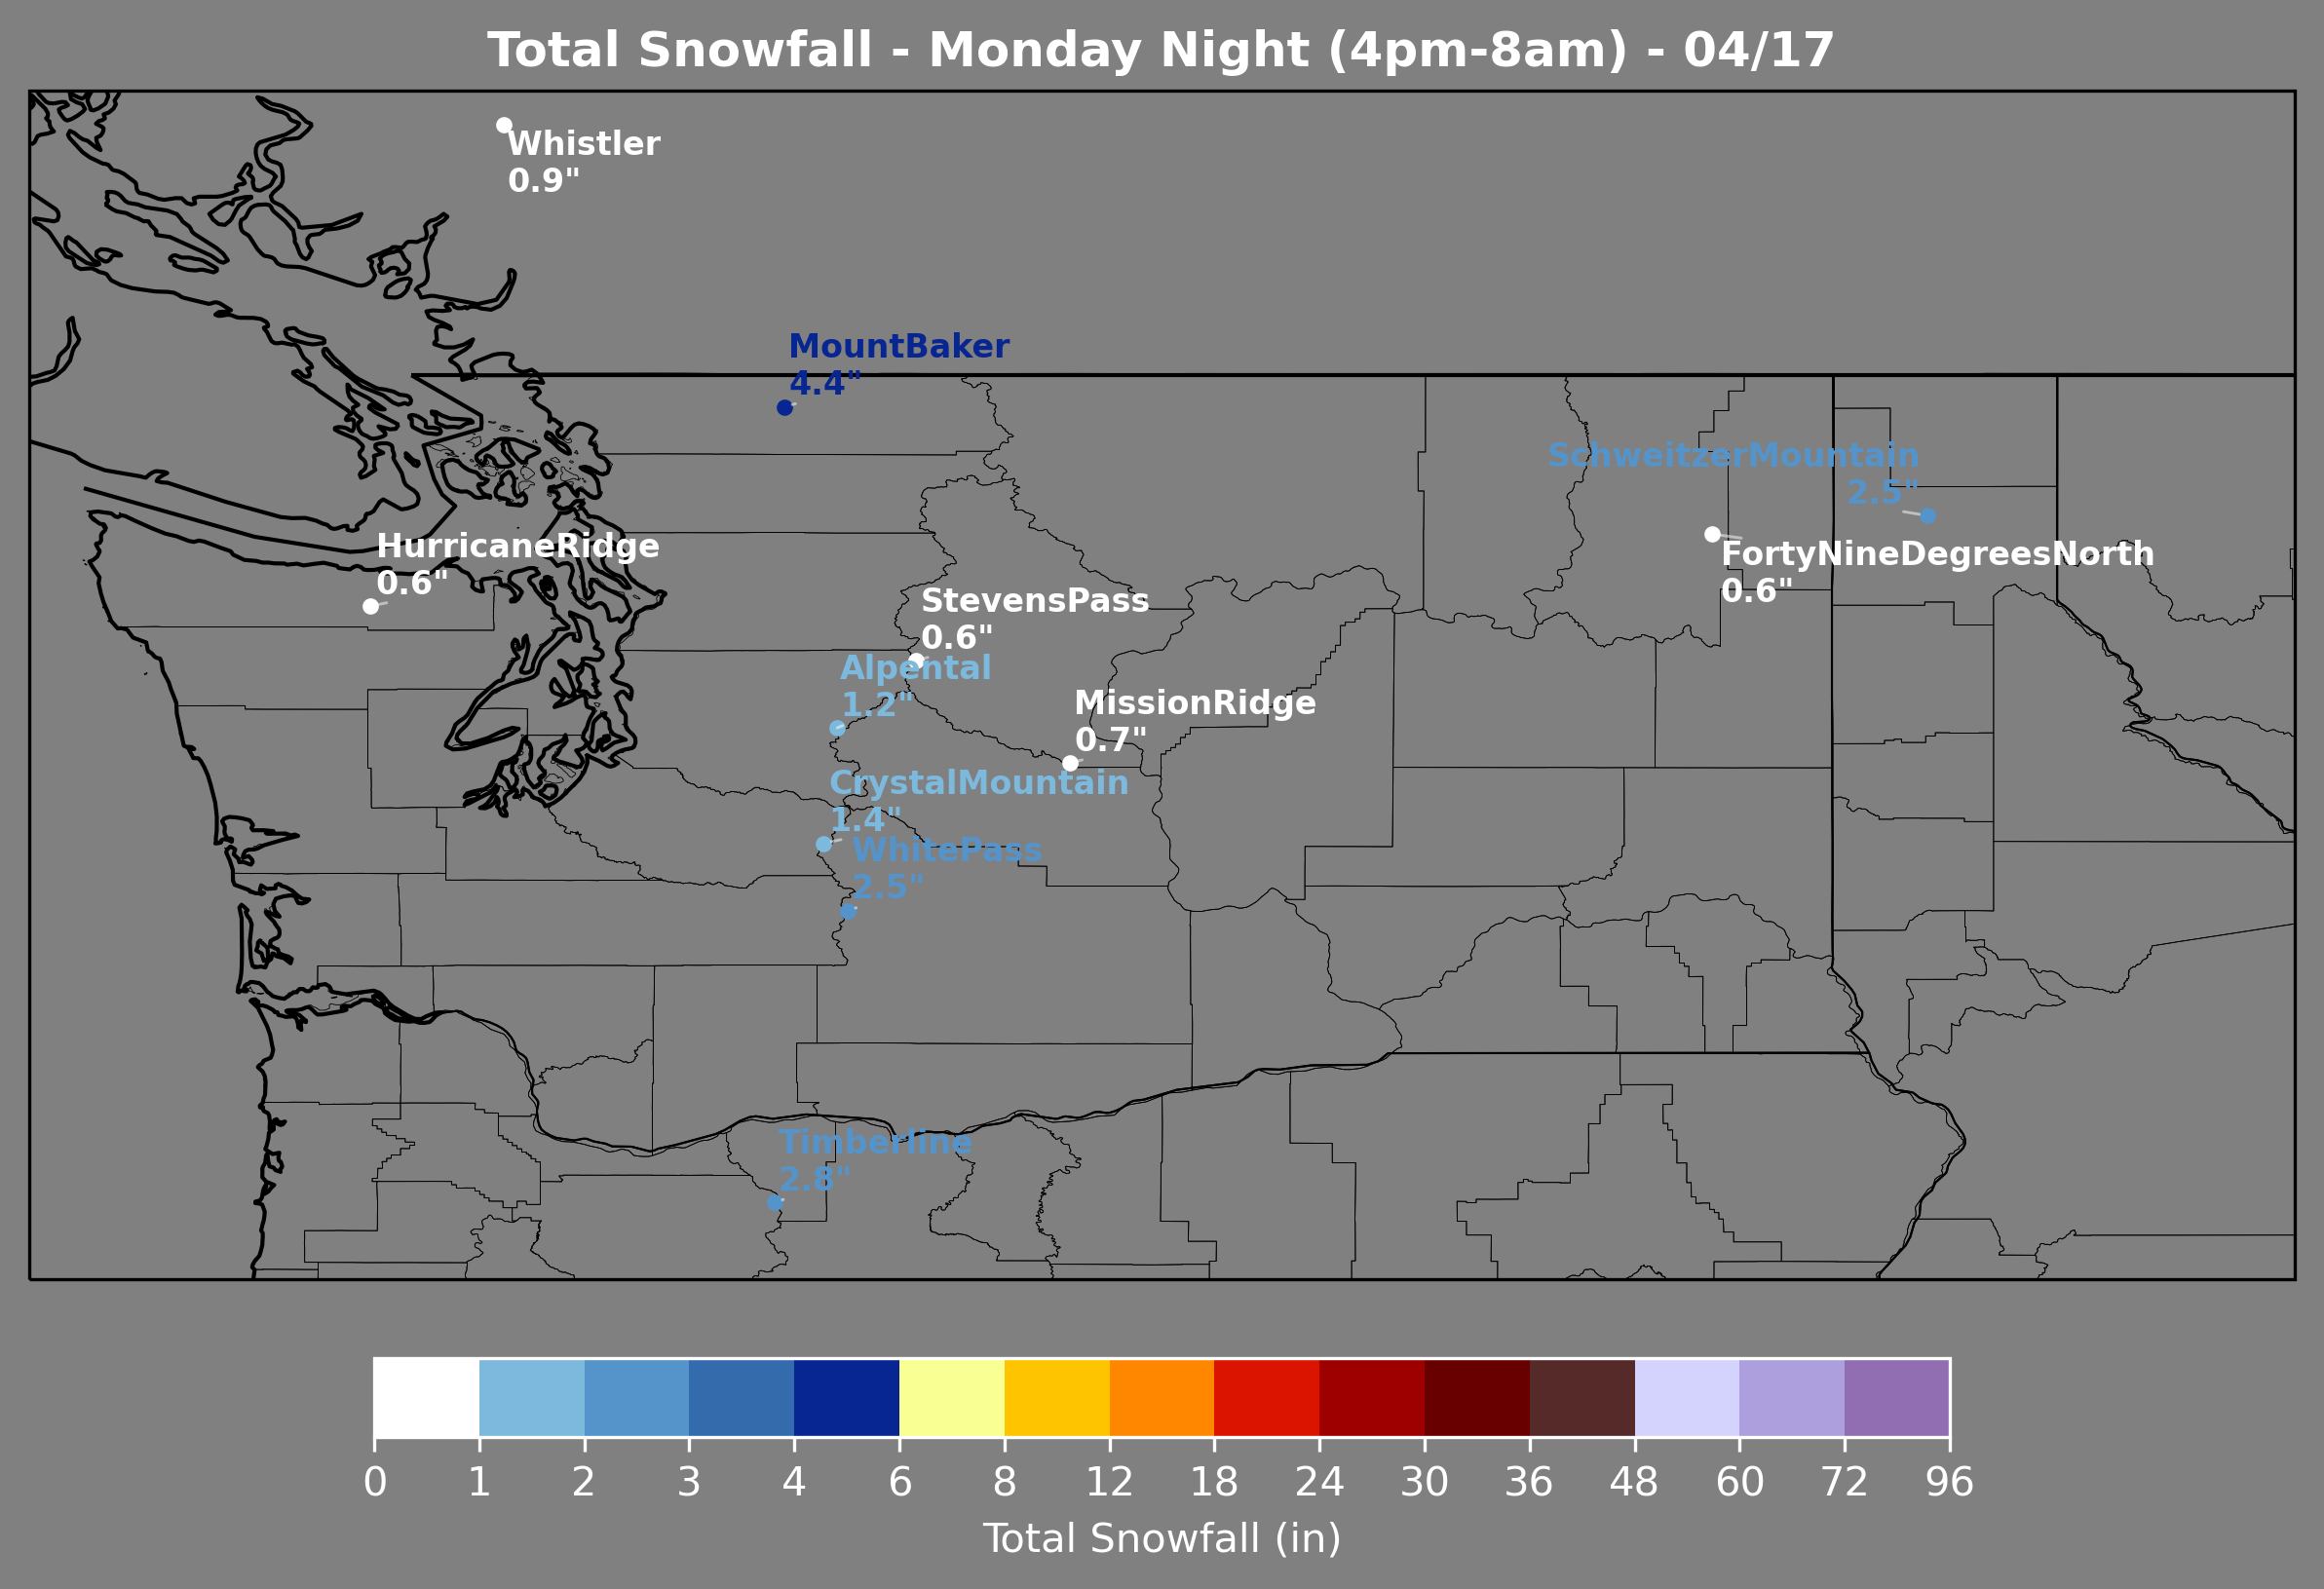 Total Snowfall - Monday Night (4pm-8am) - 04/17
Whistler
0.9"
MountBaker
4.4"
SchweitzerMountain
2.5"
HurricaneRidge
0.6"
FortyNineDegreesNorth
0.6"
StevensPass
0.6"
Alpental
1.2"
MissionRidge
0.7"
CrystalMountain
1.4"
WhitePass
2.5"
Timberline
2.8"
0 1 2 3 4 6 8 12 18 24 30 36 48 60 72 96
Total Snowfall (in)